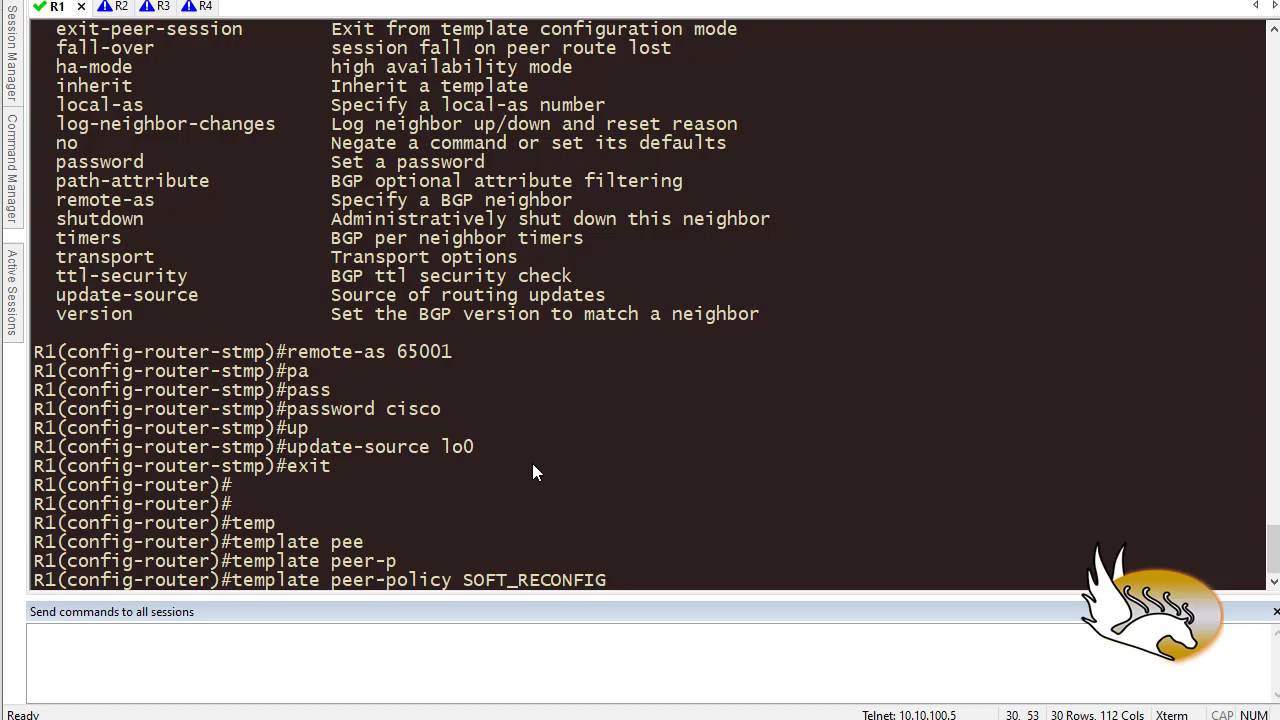 R1 × R2 R3 R4
Session Manager
Command Manager
Active Sessions
exit-peer-session Exit from template configuration mode
fall-over session fall on peer route lost
ha-mode high availability mode
inherit Inherit a template
local-as Specify a local-as number
log-neighbor-changes Log neighbor up/down and reset reason
no Negate a command or set its defaults
password Set a password
path-attribute BGP optional attribute filtering
remote-as Specify a BGP neighbor
shutdown Administratively shut down this neighbor
timers BGP per neighbor timers
transport Transport options
ttl-security BGP ttl security check
update-source Source of routing updates
version Set the BGP version to match a neighbor
R1(config-router-stmp)#remote-as 65001
R1(config-router-stmp)#pa
R1(config-router-stmp)#pass
R1(config-router-stmp)#password cisco
R1(config-router-stmp)#up
R1(config-router-stmp)#update-source lo0
R1(config-router-stmp)#exit
R1(config-router)#
R1(config-router)#
R1(config-router)#temp
R1(config-router)#template pee
R1(config-router)#template peer-p
R1(config-router)#template peer-policy SOFT_RECONFIG
Send commands to all sessions
Ready Telnet: 10.10.100.5 30, 53 30 Rows, 112 Cols Xterm CAP NUM